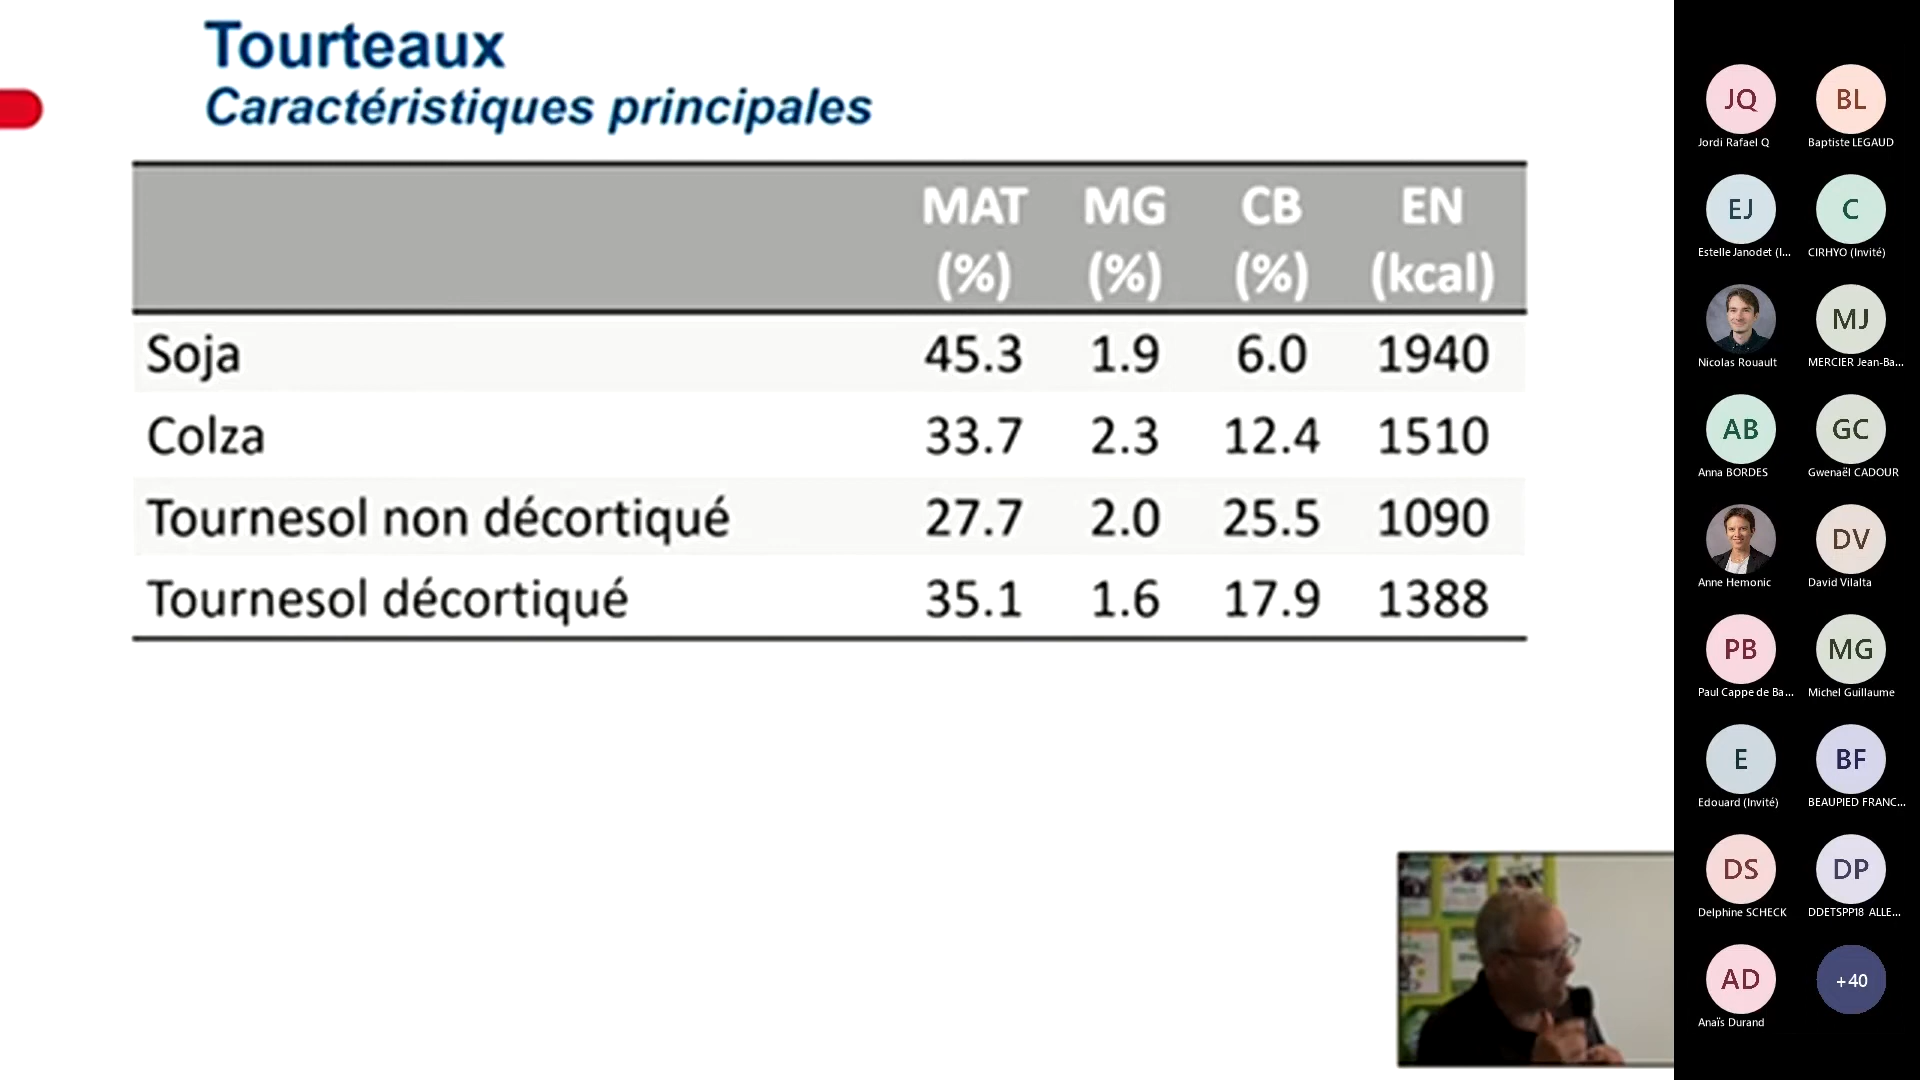 Tourteaux
Caractéristiques principales
MAT (%) MG (%) CB (%) EN (kcal)
Soja 45.3 1.9 6.0 1940
Colza 33.7 2.3 12.4 1510
Tournesol non décortiqué 27.7 2.0 25.5 1090
Tournesol décortiqué 35.1 1.6 17.9 1388
JQ BL
Jordi Rafael Q Baptiste LEGAUD
EJ C
Estelle Janodet (I... CIRHYO (Invité)
MJ
Nicolas Rouault MERCIER Jean-Ba...
AB GC
Anna BORDES Gwenaël CADOUR
DV
Anne Hemonic David Vilalta
PB MG
Paul Cappe de Ba... Michel Guillaume
E BF
Edouard (Invité) BEAUPIED FRANC...
DS DP
Delphine SCHECK DDETSPP18 ALLE...
AD +40
Anaïs Durand